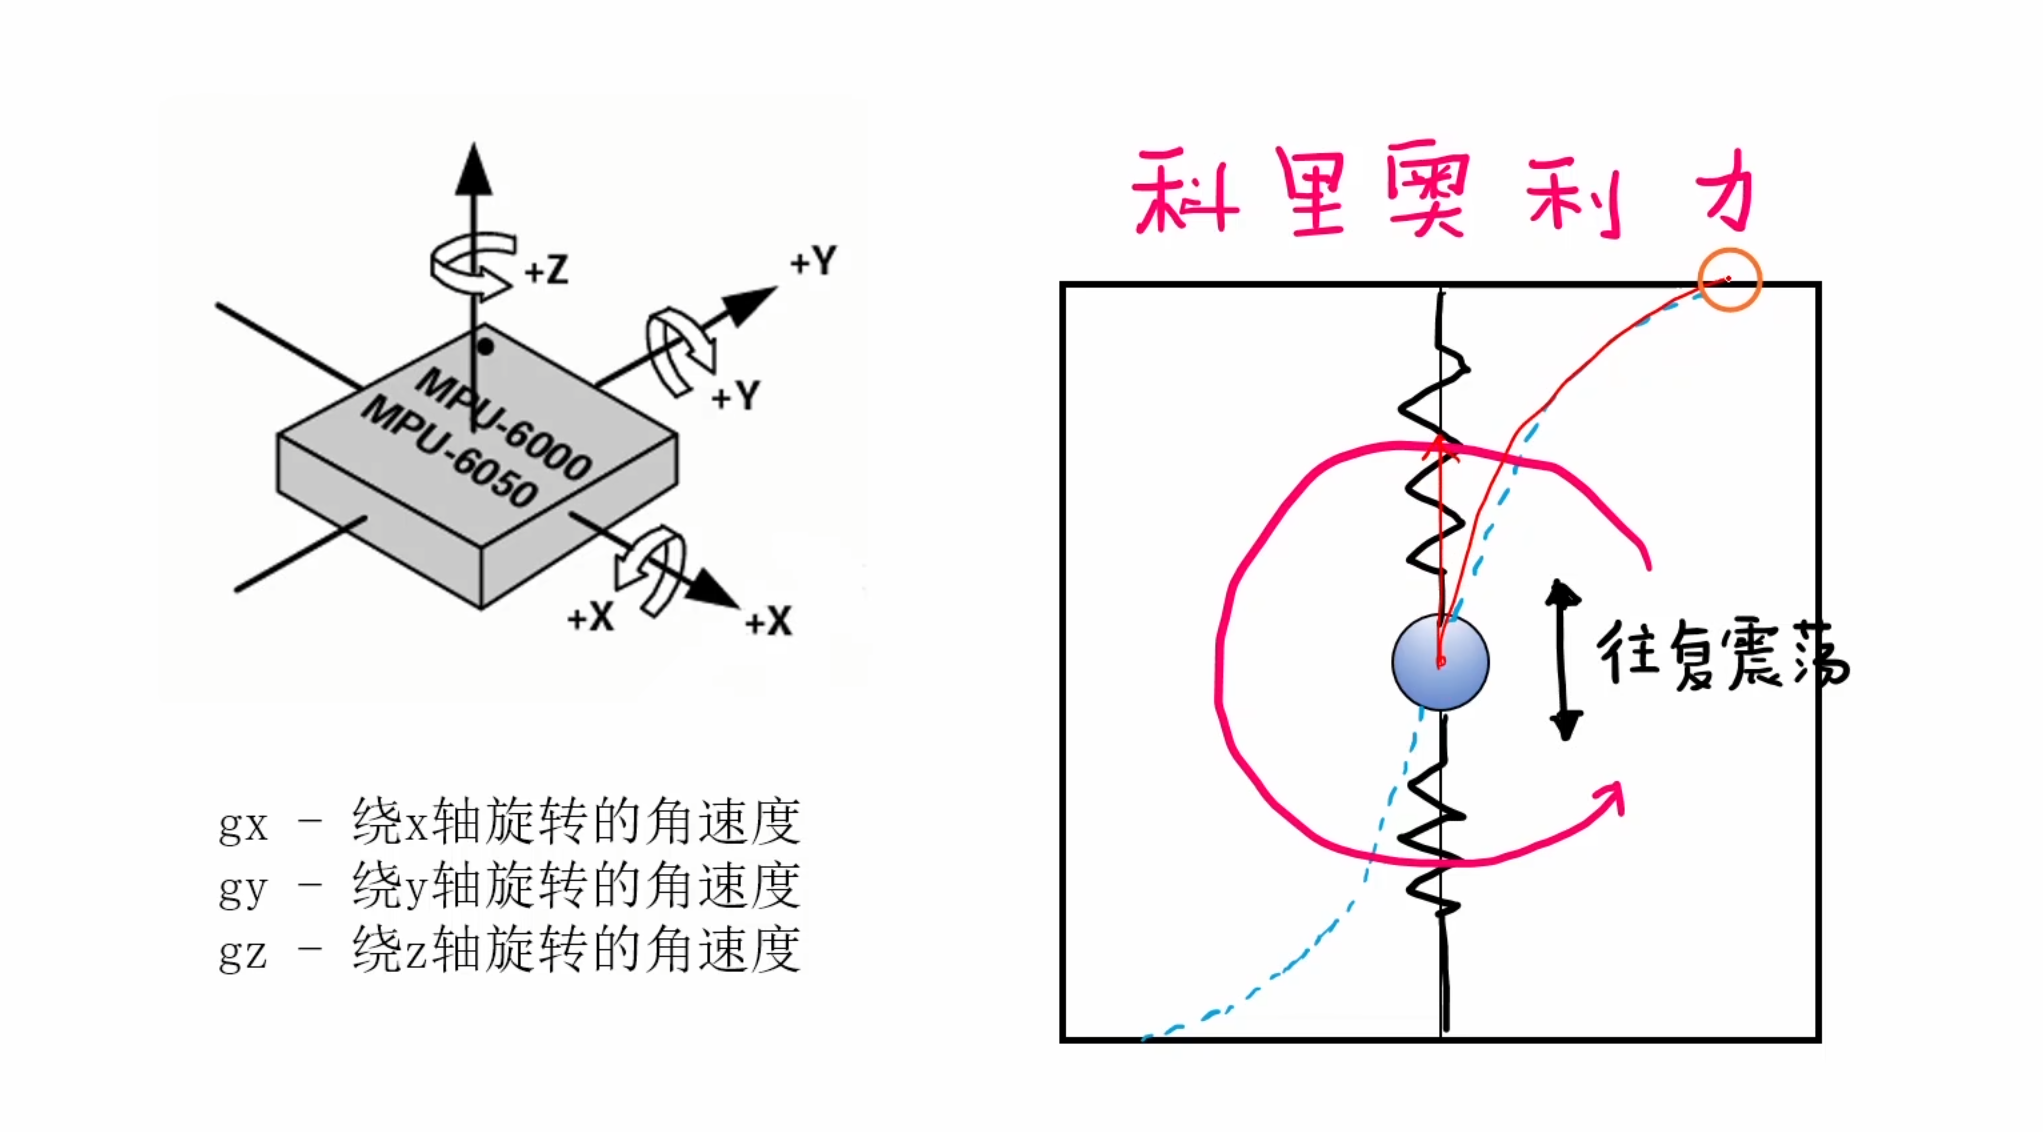 +Z
+Y
+Y
MPU-6000
MPU-6050
+X
+X
gx - 绕x轴旋转的角速度
gy - 绕y轴旋转的角速度
gz - 绕z轴旋转的角速度
科里奥利力
往复震荡